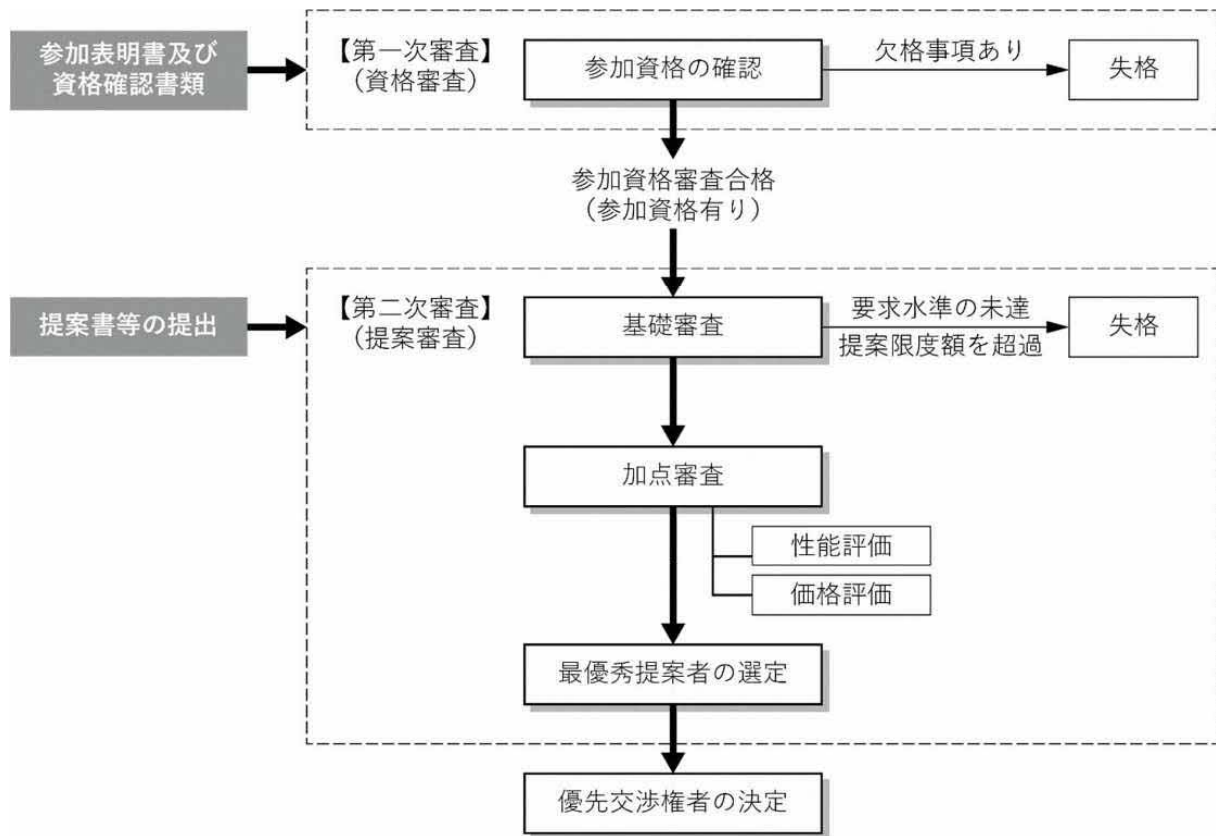 参加表明書及び
資格確認書類
【第一次審査】
（資格審査）
参加資格の確認
欠格事項あり
失格
参加資格審査合格
（参加資格有り）
提案書等の提出
【第二次審査】
（提案審査）
基礎審査
要求水準の未達
提案限度額を超過
失格
加点審査
性能評価
価格評価
最優秀提案者の選定
優先交渉権者の決定